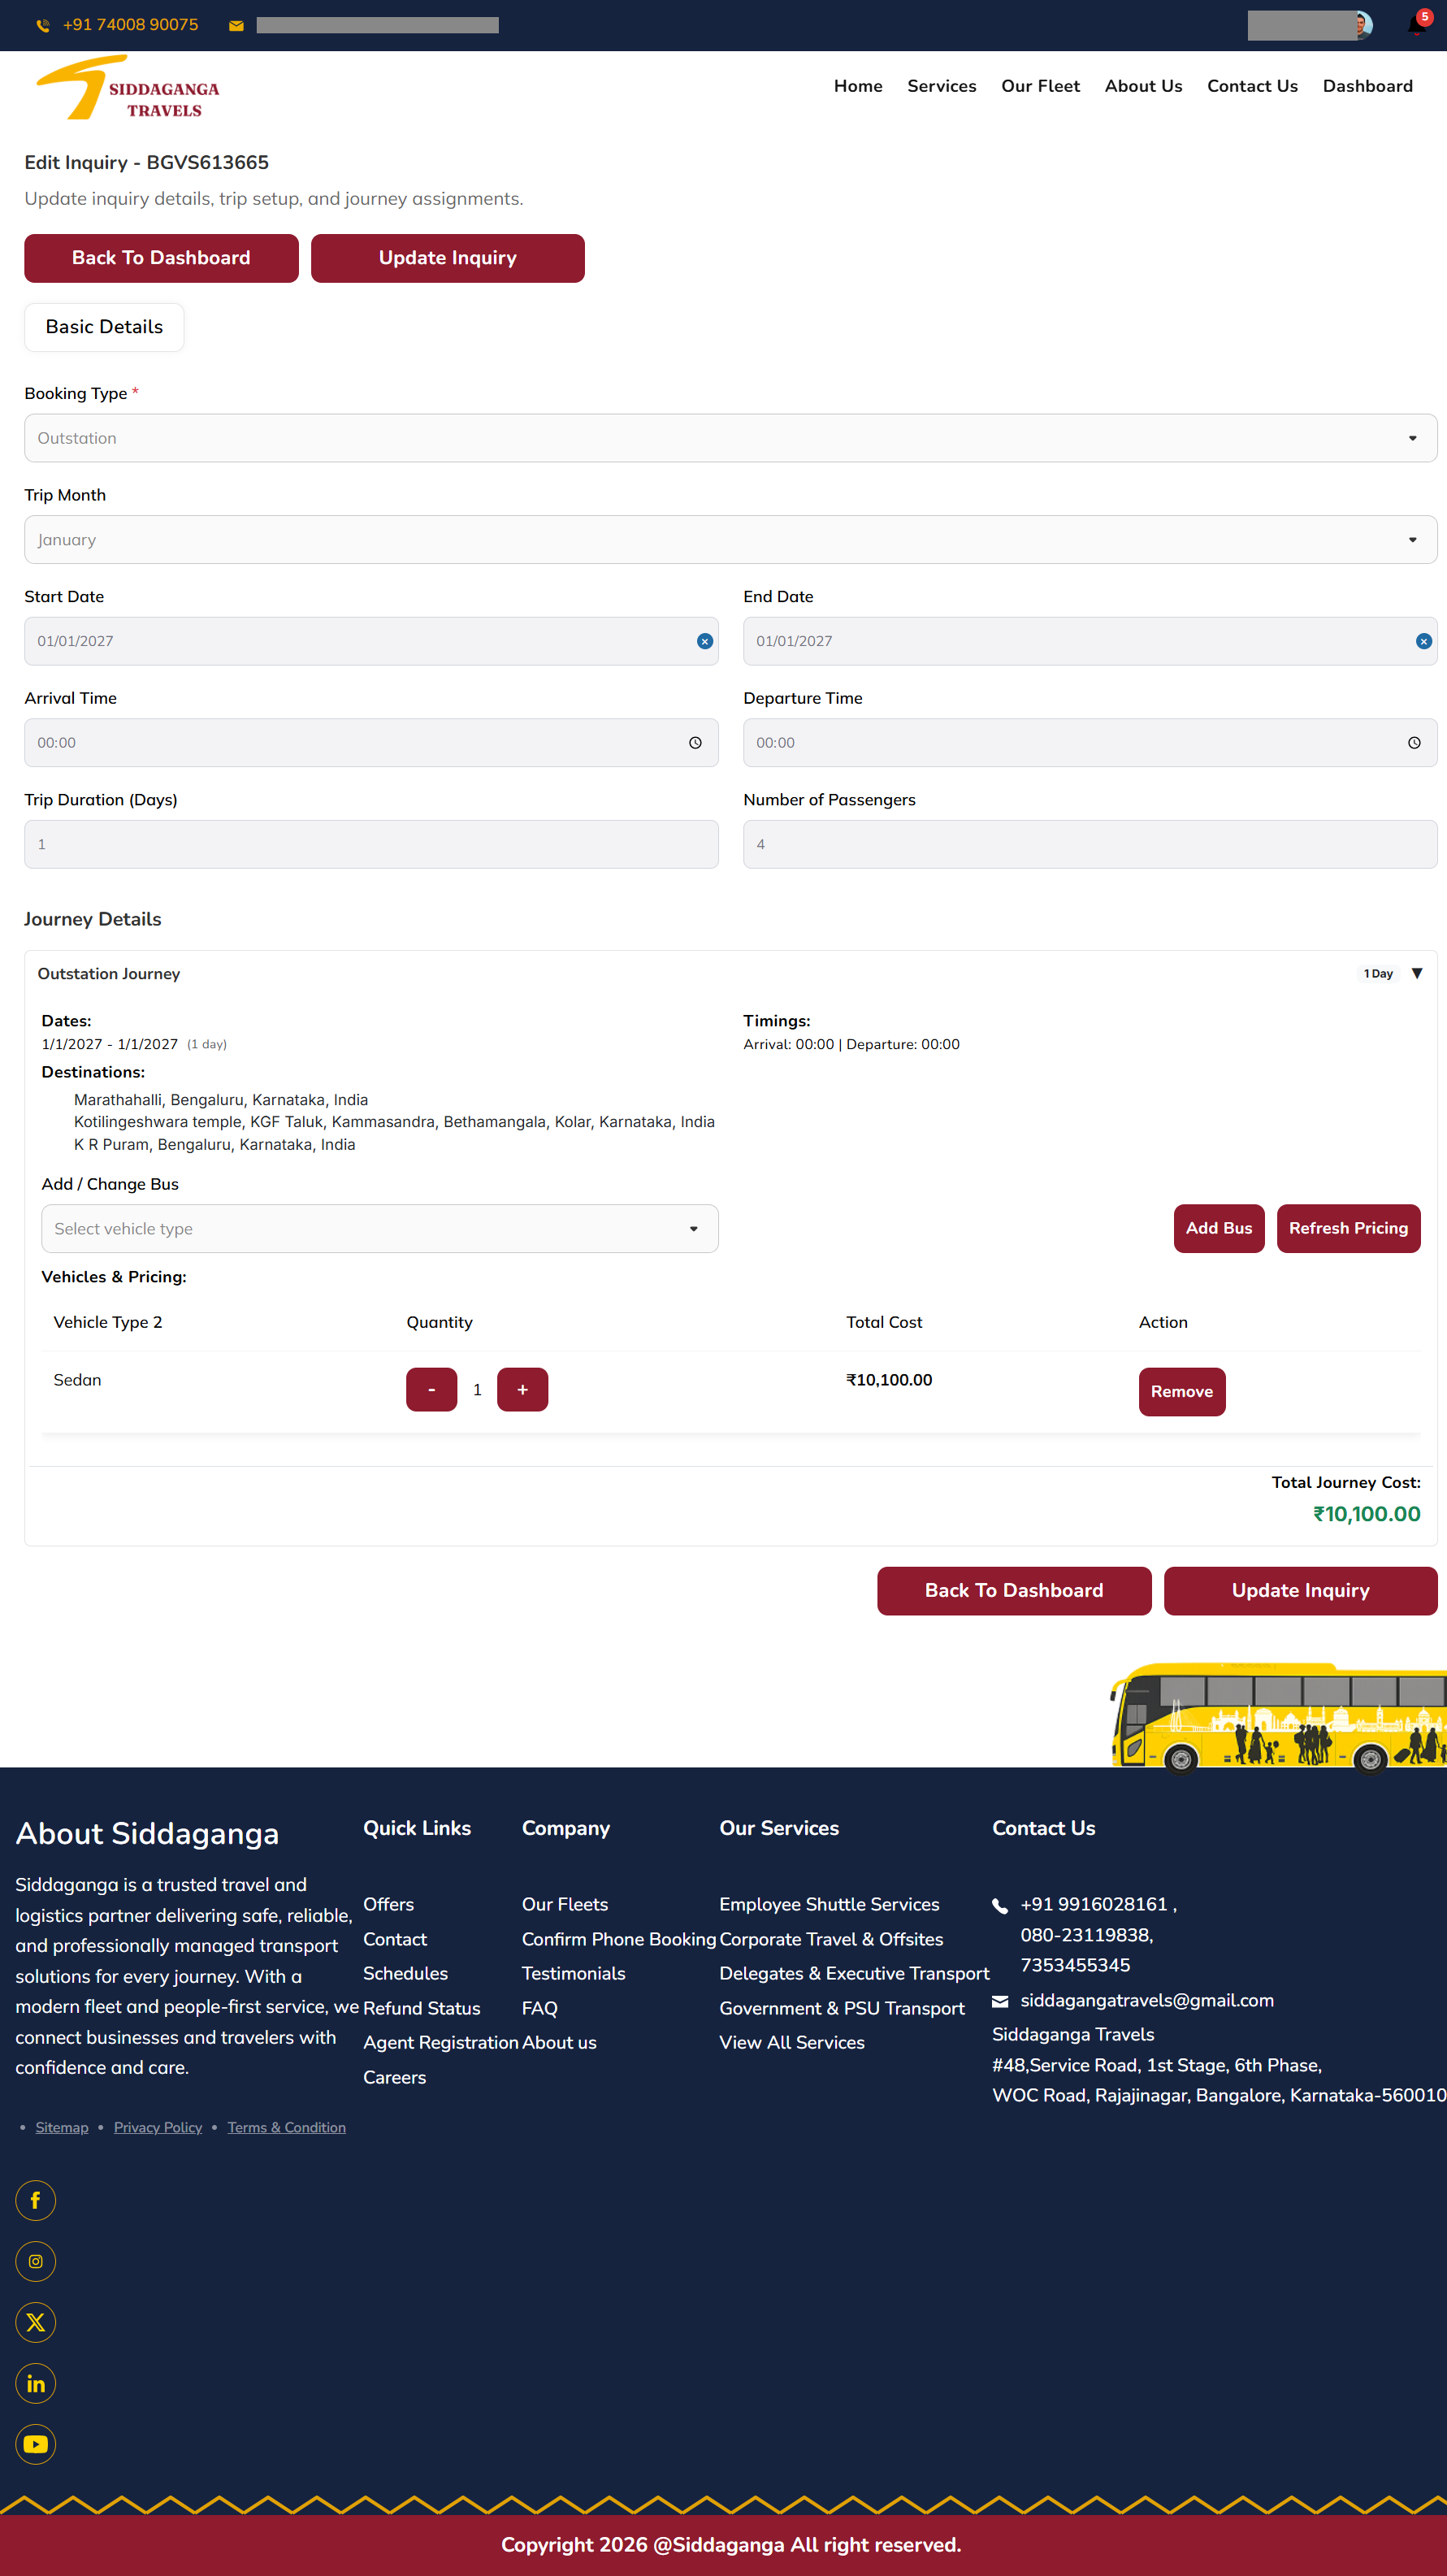 +91 74008 90075
5
SIDDAGANGA
TRAVELS
Home Services Our Fleet About Us Contact Us Dashboard
Edit Inquiry - BGVS613665
Update inquiry details, trip setup, and journey assignments.
Back To Dashboard Update Inquiry
Basic Details
Booking Type *
Outstation
Trip Month
January
Start Date End Date
01/01/2027 01/01/2027
Arrival Time Departure Time
00:00 00:00
Trip Duration (Days) Number of Passengers
1 4
Journey Details
Outstation Journey 1 Day
Dates: Timings:
1/1/2027 - 1/1/2027 (1 day) Arrival: 00:00 | Departure: 00:00
Destinations:
Marathahalli, Bengaluru, Karnataka, India
Kotilingeshwara temple, KGF Taluk, Kammasandra, Bethamangala, Kolar, Karnataka, India
K R Puram, Bengaluru, Karnataka, India
Add / Change Bus
Select vehicle type Add Bus Refresh Pricing
Vehicles & Pricing:
Vehicle Type 2 Quantity Total Cost Action
Sedan - 1 + ₹10,100.00 Remove
Total Journey Cost:
₹10,100.00
Back To Dashboard Update Inquiry
About Siddaganga
Siddaganga is a trusted travel and
logistics partner delivering safe, reliable,
and professionally managed transport
solutions for every journey. With a
modern fleet and people-first service, we
connect businesses and travelers with
confidence and care.
• Sitemap • Privacy Policy • Terms & Condition
Quick Links
Offers
Contact
Schedules
Refund Status
Agent Registration
Careers
Company
Our Fleets
Confirm Phone Booking
Testimonials
FAQ
About us
Our Services
Employee Shuttle Services
Corporate Travel & Offsites
Delegates & Executive Transport
Government & PSU Transport
View All Services
Contact Us
+91 9916028161 ,
080-23119838,
7353455345
siddagangatravels@gmail.com
Siddaganga Travels
#48,Service Road, 1st Stage, 6th Phase,
WOC Road, Rajajinagar, Bangalore, Karnataka-560010
Copyright 2026 @Siddaganga All right reserved.